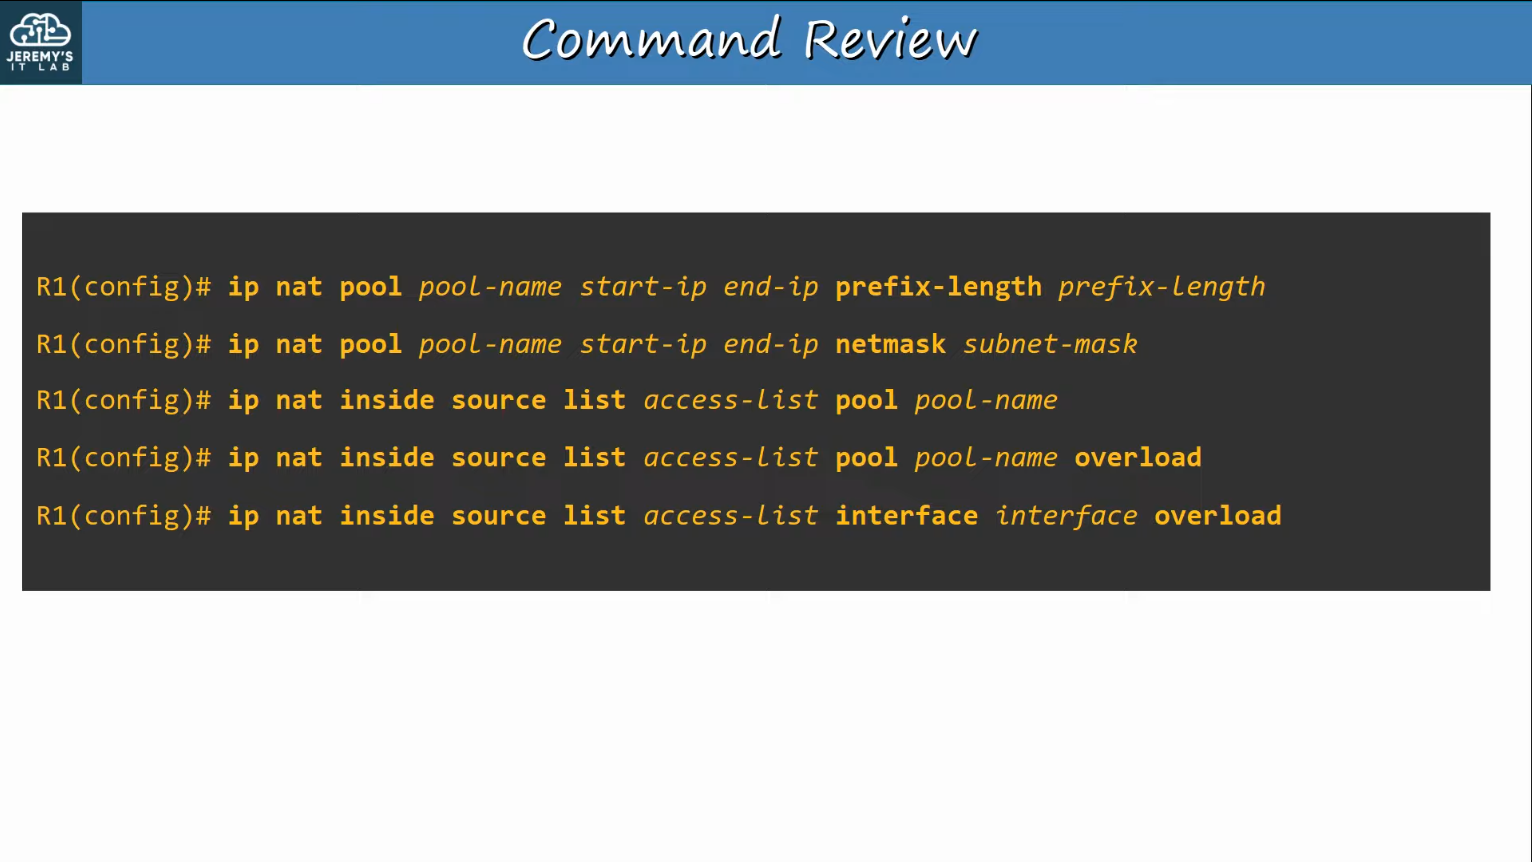 JEREMY'S
IT LAB
Command Review
R1(config)# ip nat pool pool-name start-ip end-ip prefix-length prefix-length
R1(config)# ip nat pool pool-name start-ip end-ip netmask subnet-mask
R1(config)# ip nat inside source list access-list pool pool-name
R1(config)# ip nat inside source list access-list pool pool-name overload
R1(config)# ip nat inside source list access-list interface interface overload